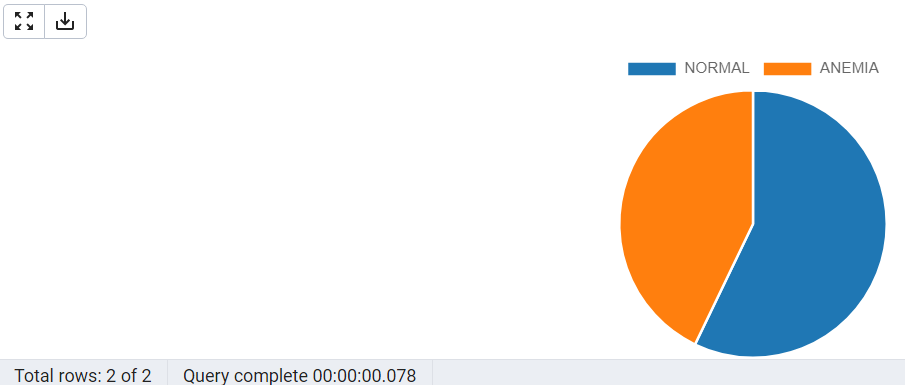 NORMAL ANEMIA
Total rows: 2 of 2 Query complete 00:00:00.078